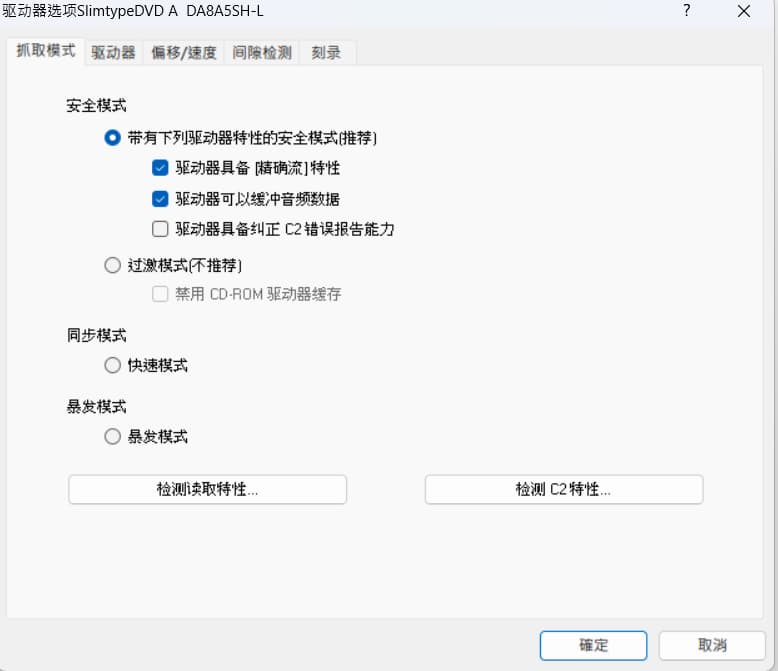 驱动器选项SlimtypeDVD A  DA8A5SH-L
?
抓取模式 驱动器 偏移/速度 间隙检测 刻录
安全模式
带有下列驱动器特性的安全模式(推荐)
驱动器具备 [精确流]特性
驱动器可以缓冲音频数据
驱动器具备纠正 C2 错误报告能力
过激模式(不推荐)
禁用 CD-ROM 驱动器缓存
同步模式
快速模式
暴发模式
暴发模式
检测读取特性... 检测 C2 特性...
確定 取消